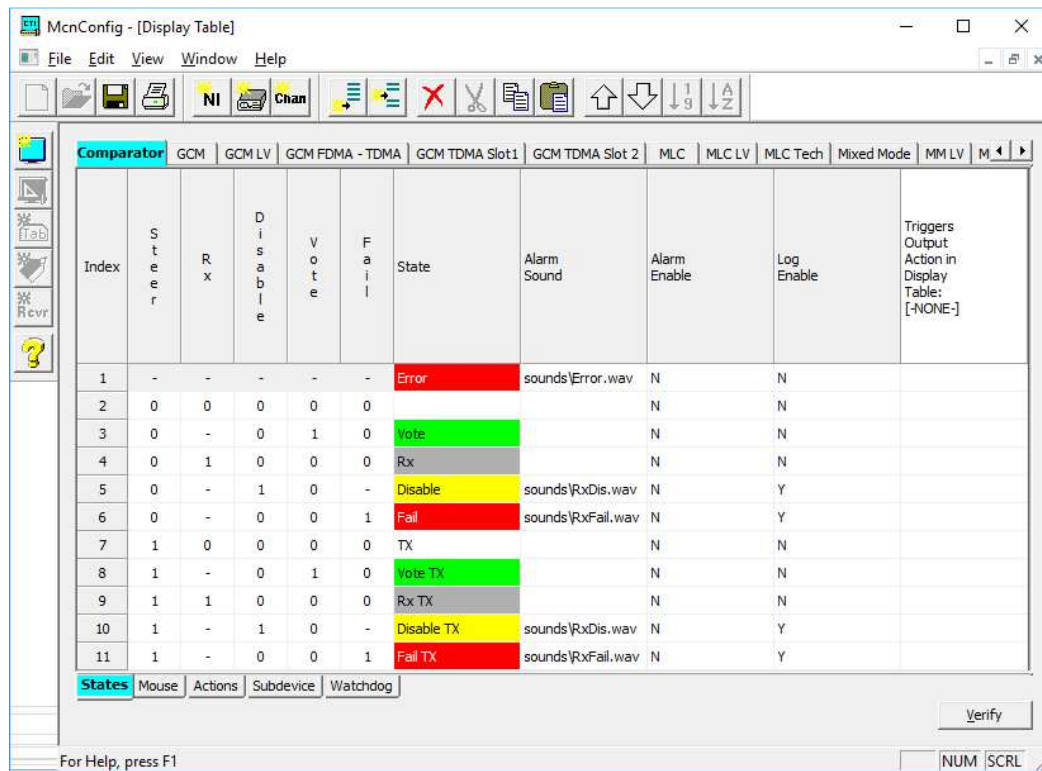 CTI McnConfig - [Display Table]
File Edit View Window Help
NI Chan 1 9 A Z
Tab
Rcvr
Comparator GCM GCM LV GCM FDMA - TDMA GCM TDMA Slot1 GCM TDMA Slot 2 MLC MLC LV MLC Tech Mixed Mode MM LV M
Index Steer Rx Disable Vote Fail State Alarm Sound Alarm Enable Log Enable Triggers Output Action in Display Table: [-NONE-]
1 - - - - - Error sounds\Error.wav N N
2 0 0 0 0 0 N N
3 0 - 0 1 0 Vote N N
4 0 1 0 0 0 Rx N N
5 0 - 1 0 - Disable sounds\RxDis.wav N Y
6 0 - 0 0 1 Fail sounds\RxFail.wav N Y
7 1 0 0 0 0 TX N N
8 1 - 0 1 0 Vote TX N N
9 1 1 0 0 0 Rx TX N N
10 1 - 1 0 - Disable TX sounds\RxDis.wav N Y
11 1 - 0 0 1 Fail TX sounds\RxFail.wav N Y
States Mouse Actions Subdevice Watchdog
Verify
For Help, press F1 NUM SCRL